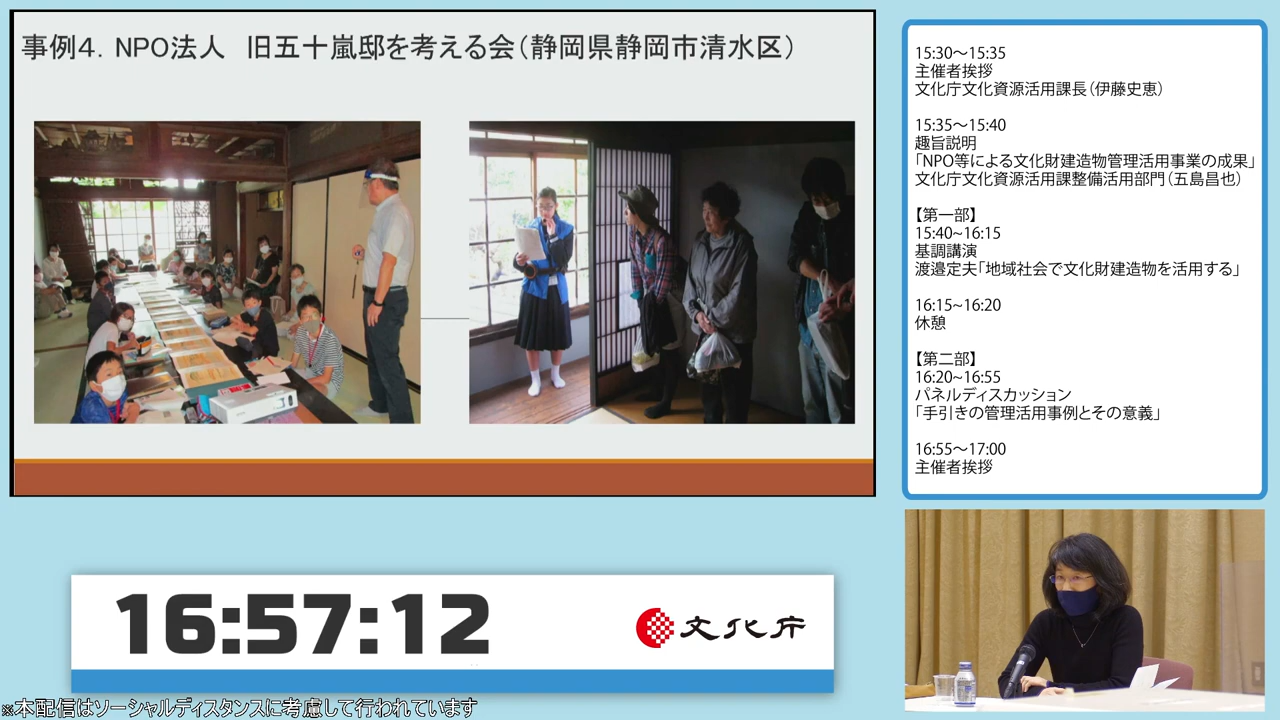 事例４．NPO法人　旧五十嵐邸を考える会（静岡県静岡市清水区）
15:30～15:35
主催者挨拶
文化庁文化資源活用課長（伊藤史恵）
15:35～15:40
趣旨説明
「NPO等による文化財建造物管理活用事業の成果」
文化庁文化資源活用課整備活用部門（五島昌也）
【第一部】
15:40～16:15
基調講演
渡邉定夫「地域社会で文化財建造物を活用する」
16:15~16:20
休憩
【第二部】
16:20~16:55
パネルディスカッション
「手引きの管理活用事例とその意義」
16:55～17:00
主催者挨拶
16:57:12
文化庁
※本配信はソーシャルディスタンスに考慮して行われています